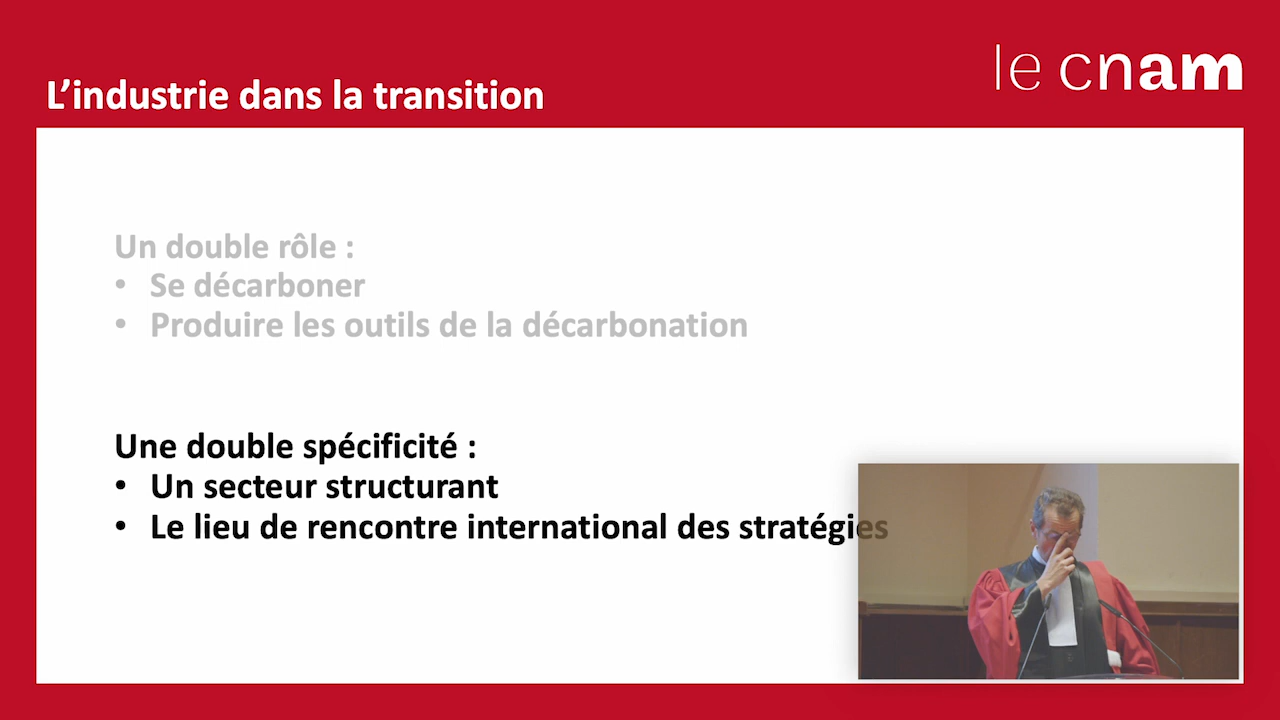 le cnam
L'industrie dans la transition
Un double rôle :
• Se décarboner
• Produire les outils de la décarbonation
Une double spécificité :
• Un secteur structurant
• Le lieu de rencontre international des stratégies